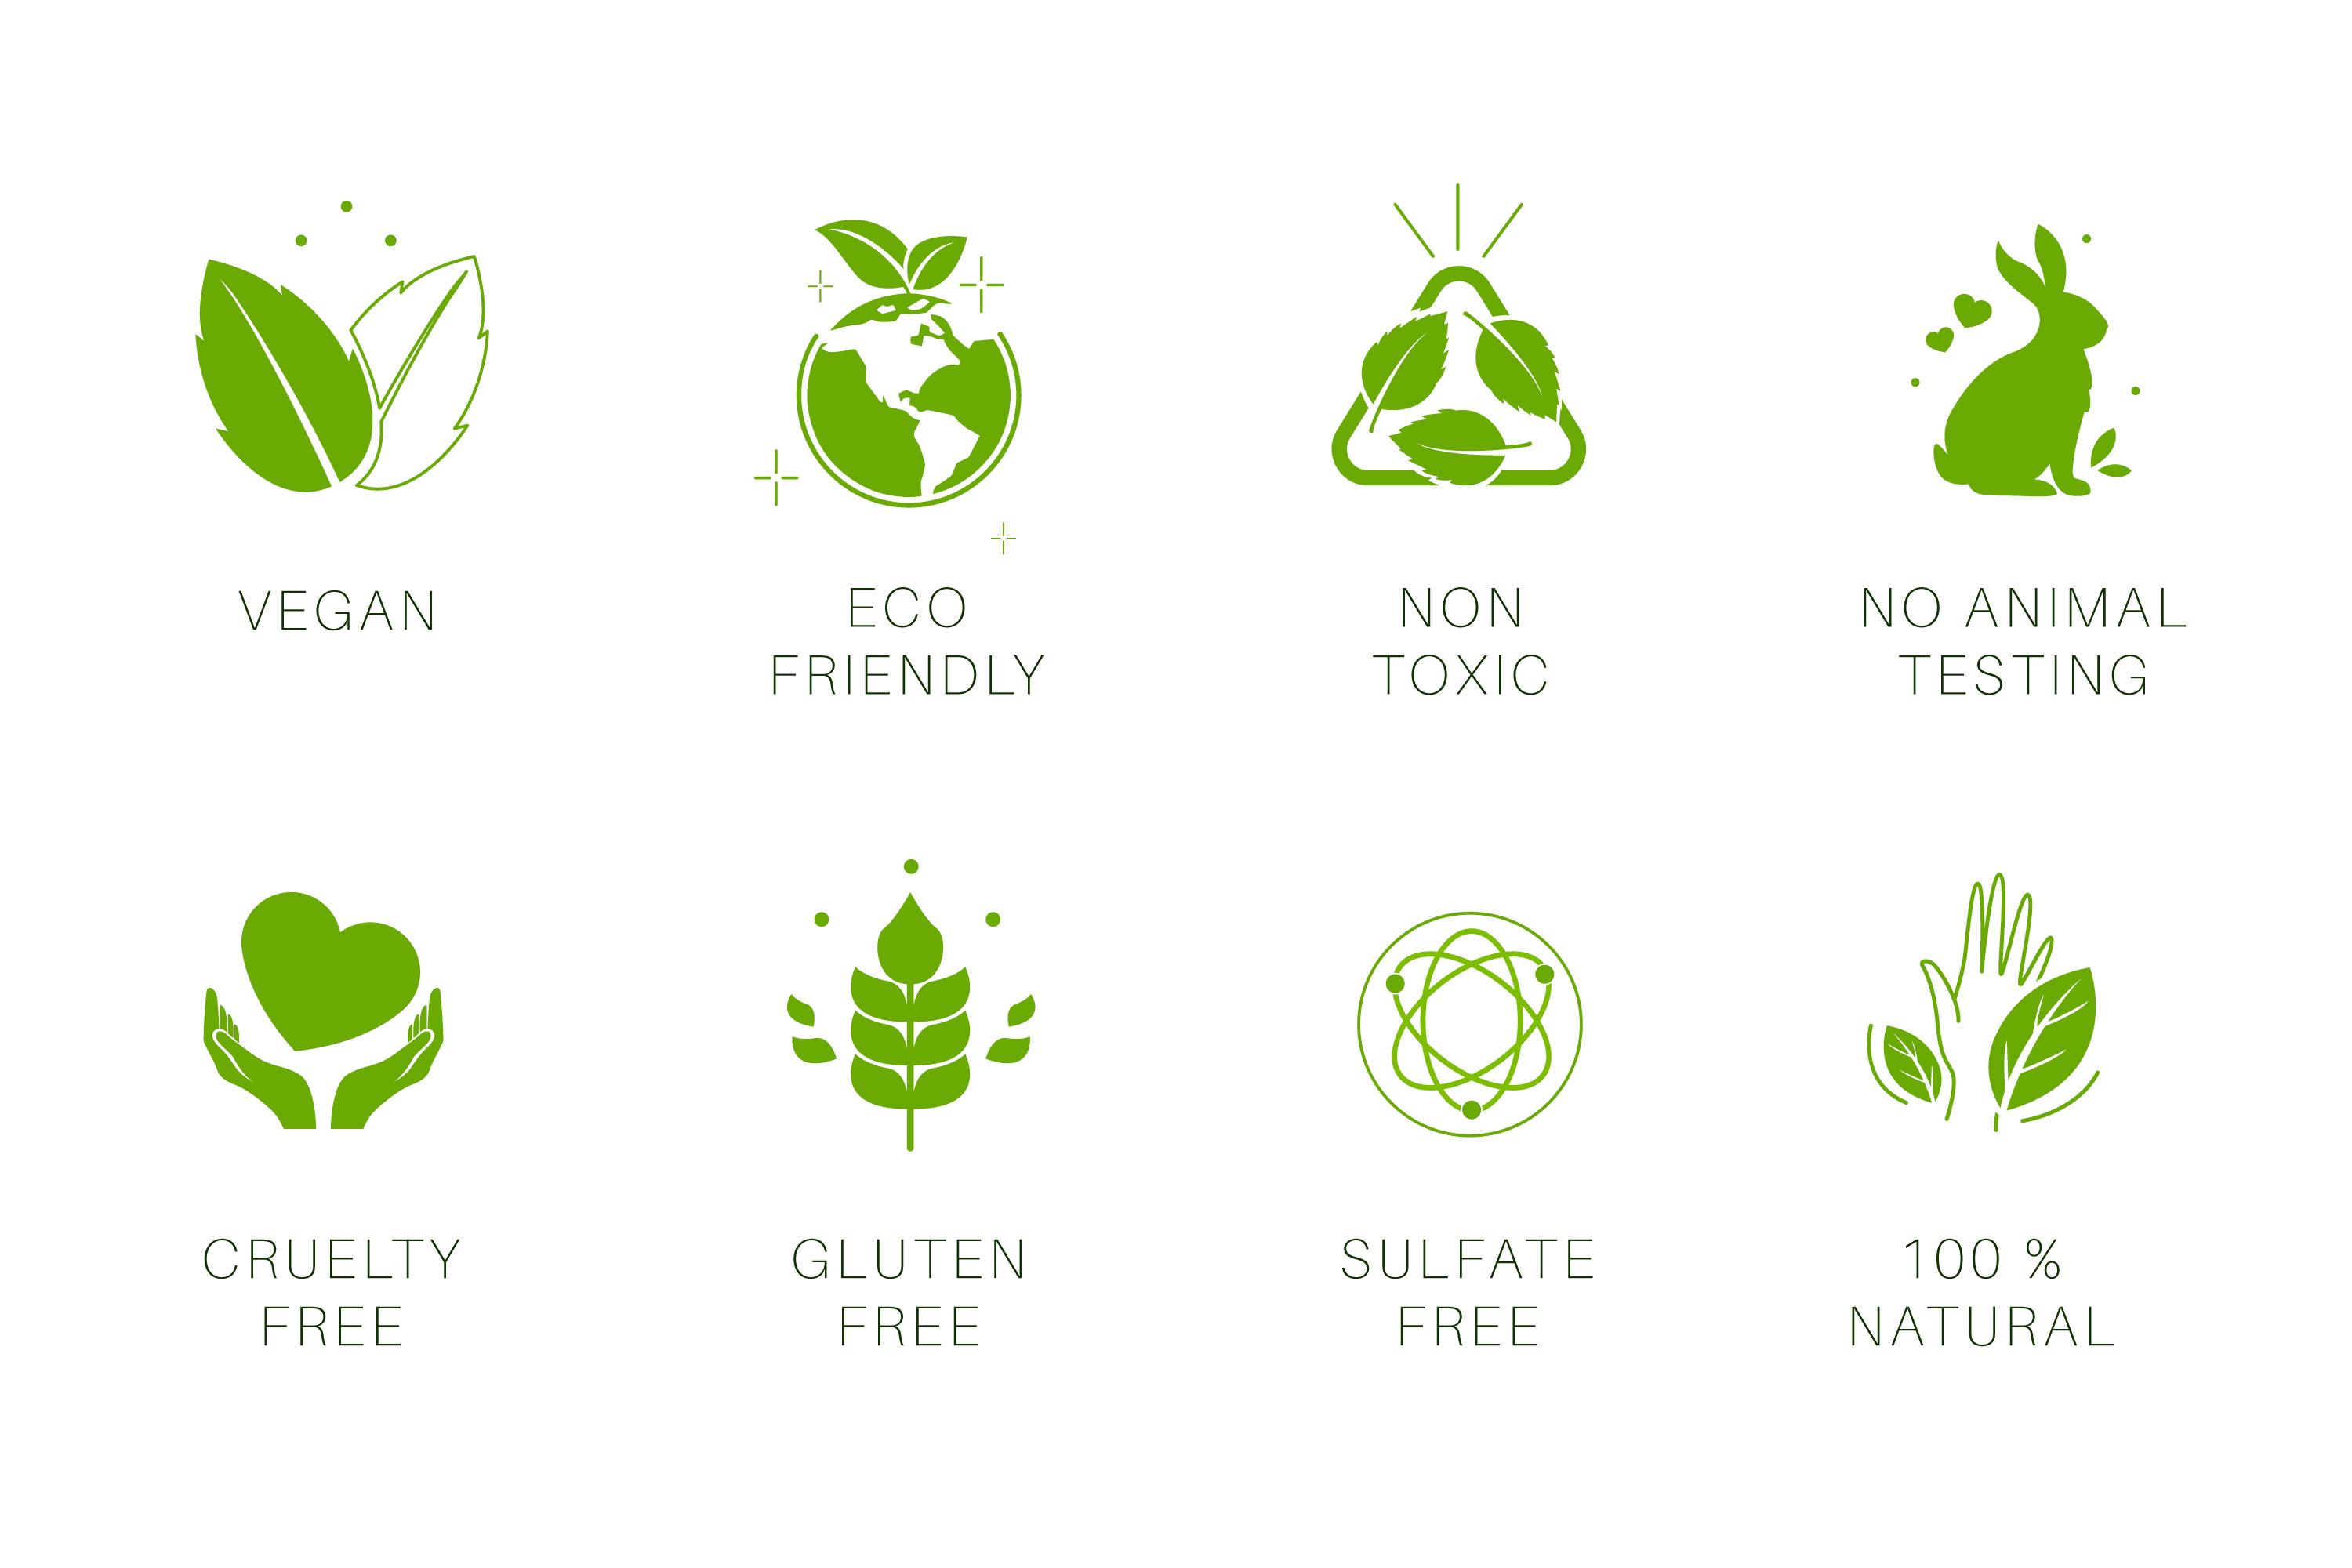 VEGAN
ECO
FRIENDLY
NON
TOXIC
NO ANIMAL
TESTING
CRUELTY
FREE
GLUTEN
FREE
SULFATE
FREE
100 %
NATURAL